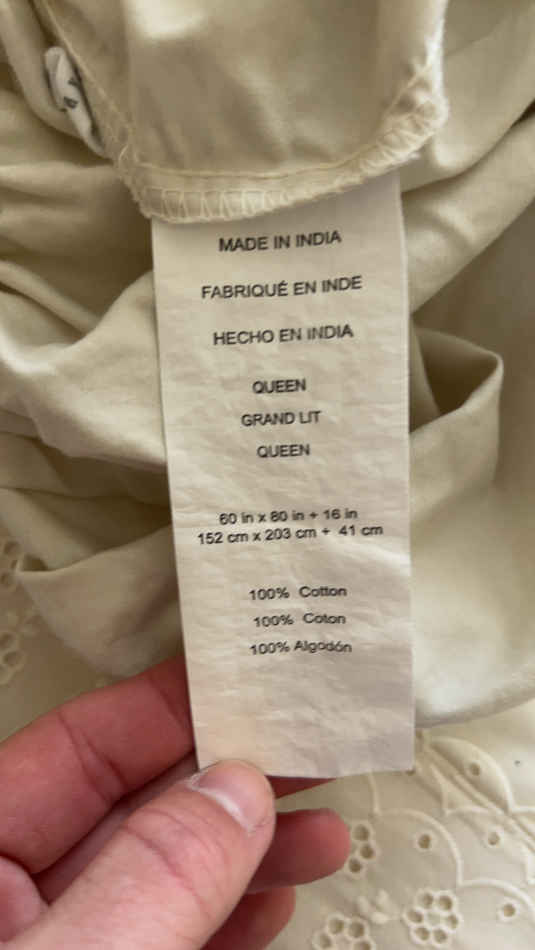 MADE IN INDIA
FABRIQUÉ EN INDE
HECHO EN INDIA
QUEEN
GRAND LIT
QUEEN
60 in x 80 in + 16 in
152 cm x 203 cm + 41 cm
100% Cotton
100% Coton
100% Algodón